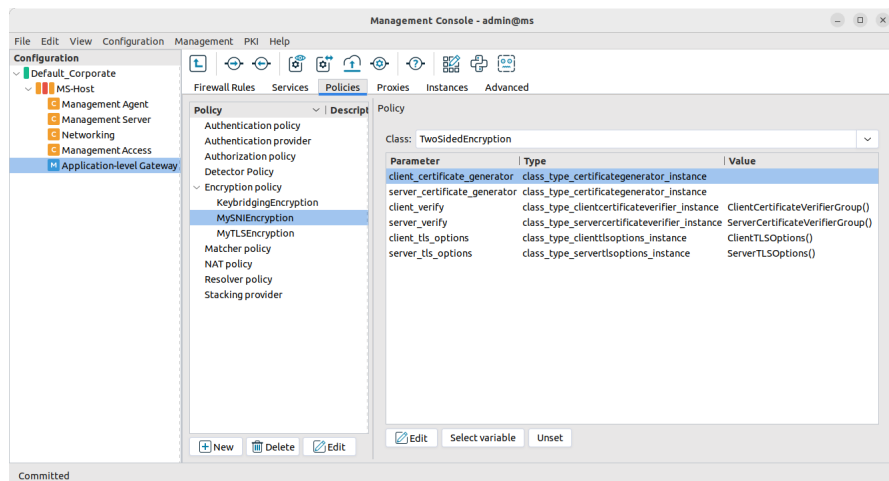 Management Console - admin@ms
File Edit View Configuration Management PKI Help
Configuration
Default_Corporate
MS-Host
C Management Agent
C Management Server
C Networking
C Management Access
M Application-level Gateway
Firewall Rules Services Policies Proxies Instances Advanced
Policy Descript
Authentication policy
Authentication provider
Authorization policy
Detector Policy
Encryption policy
KeybridgingEncryption
MySNIEncryption
MyTLSEncryption
Matcher policy
NAT policy
Resolver policy
Stacking provider
New Delete Edit
Policy
Class: TwoSidedEncryption
Parameter Type Value
client_certificate_generator class_type_certificategenerator_instance
server_certificate_generator class_type_certificategenerator_instance
client_verify class_type_clientcertificateverifier_instance ClientCertificateVerifierGroup()
server_verify class_type_servercertificateverifier_instance ServerCertificateVerifierGroup()
client_tls_options class_type_clienttlsoptions_instance ClientTLSOptions()
server_tls_options class_type_servertlsoptions_instance ServerTLSOptions()
Edit Select variable Unset
Committed